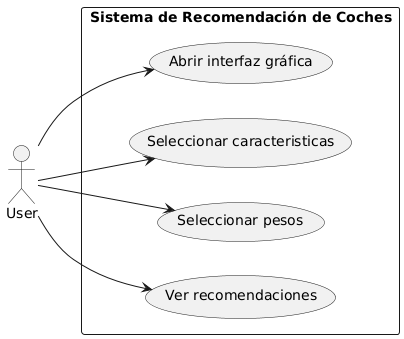 Sistema de Recomendación de Coches
Abrir interfaz gráfica
Seleccionar caracteristicas
User
Seleccionar pesos
Ver recomendaciones